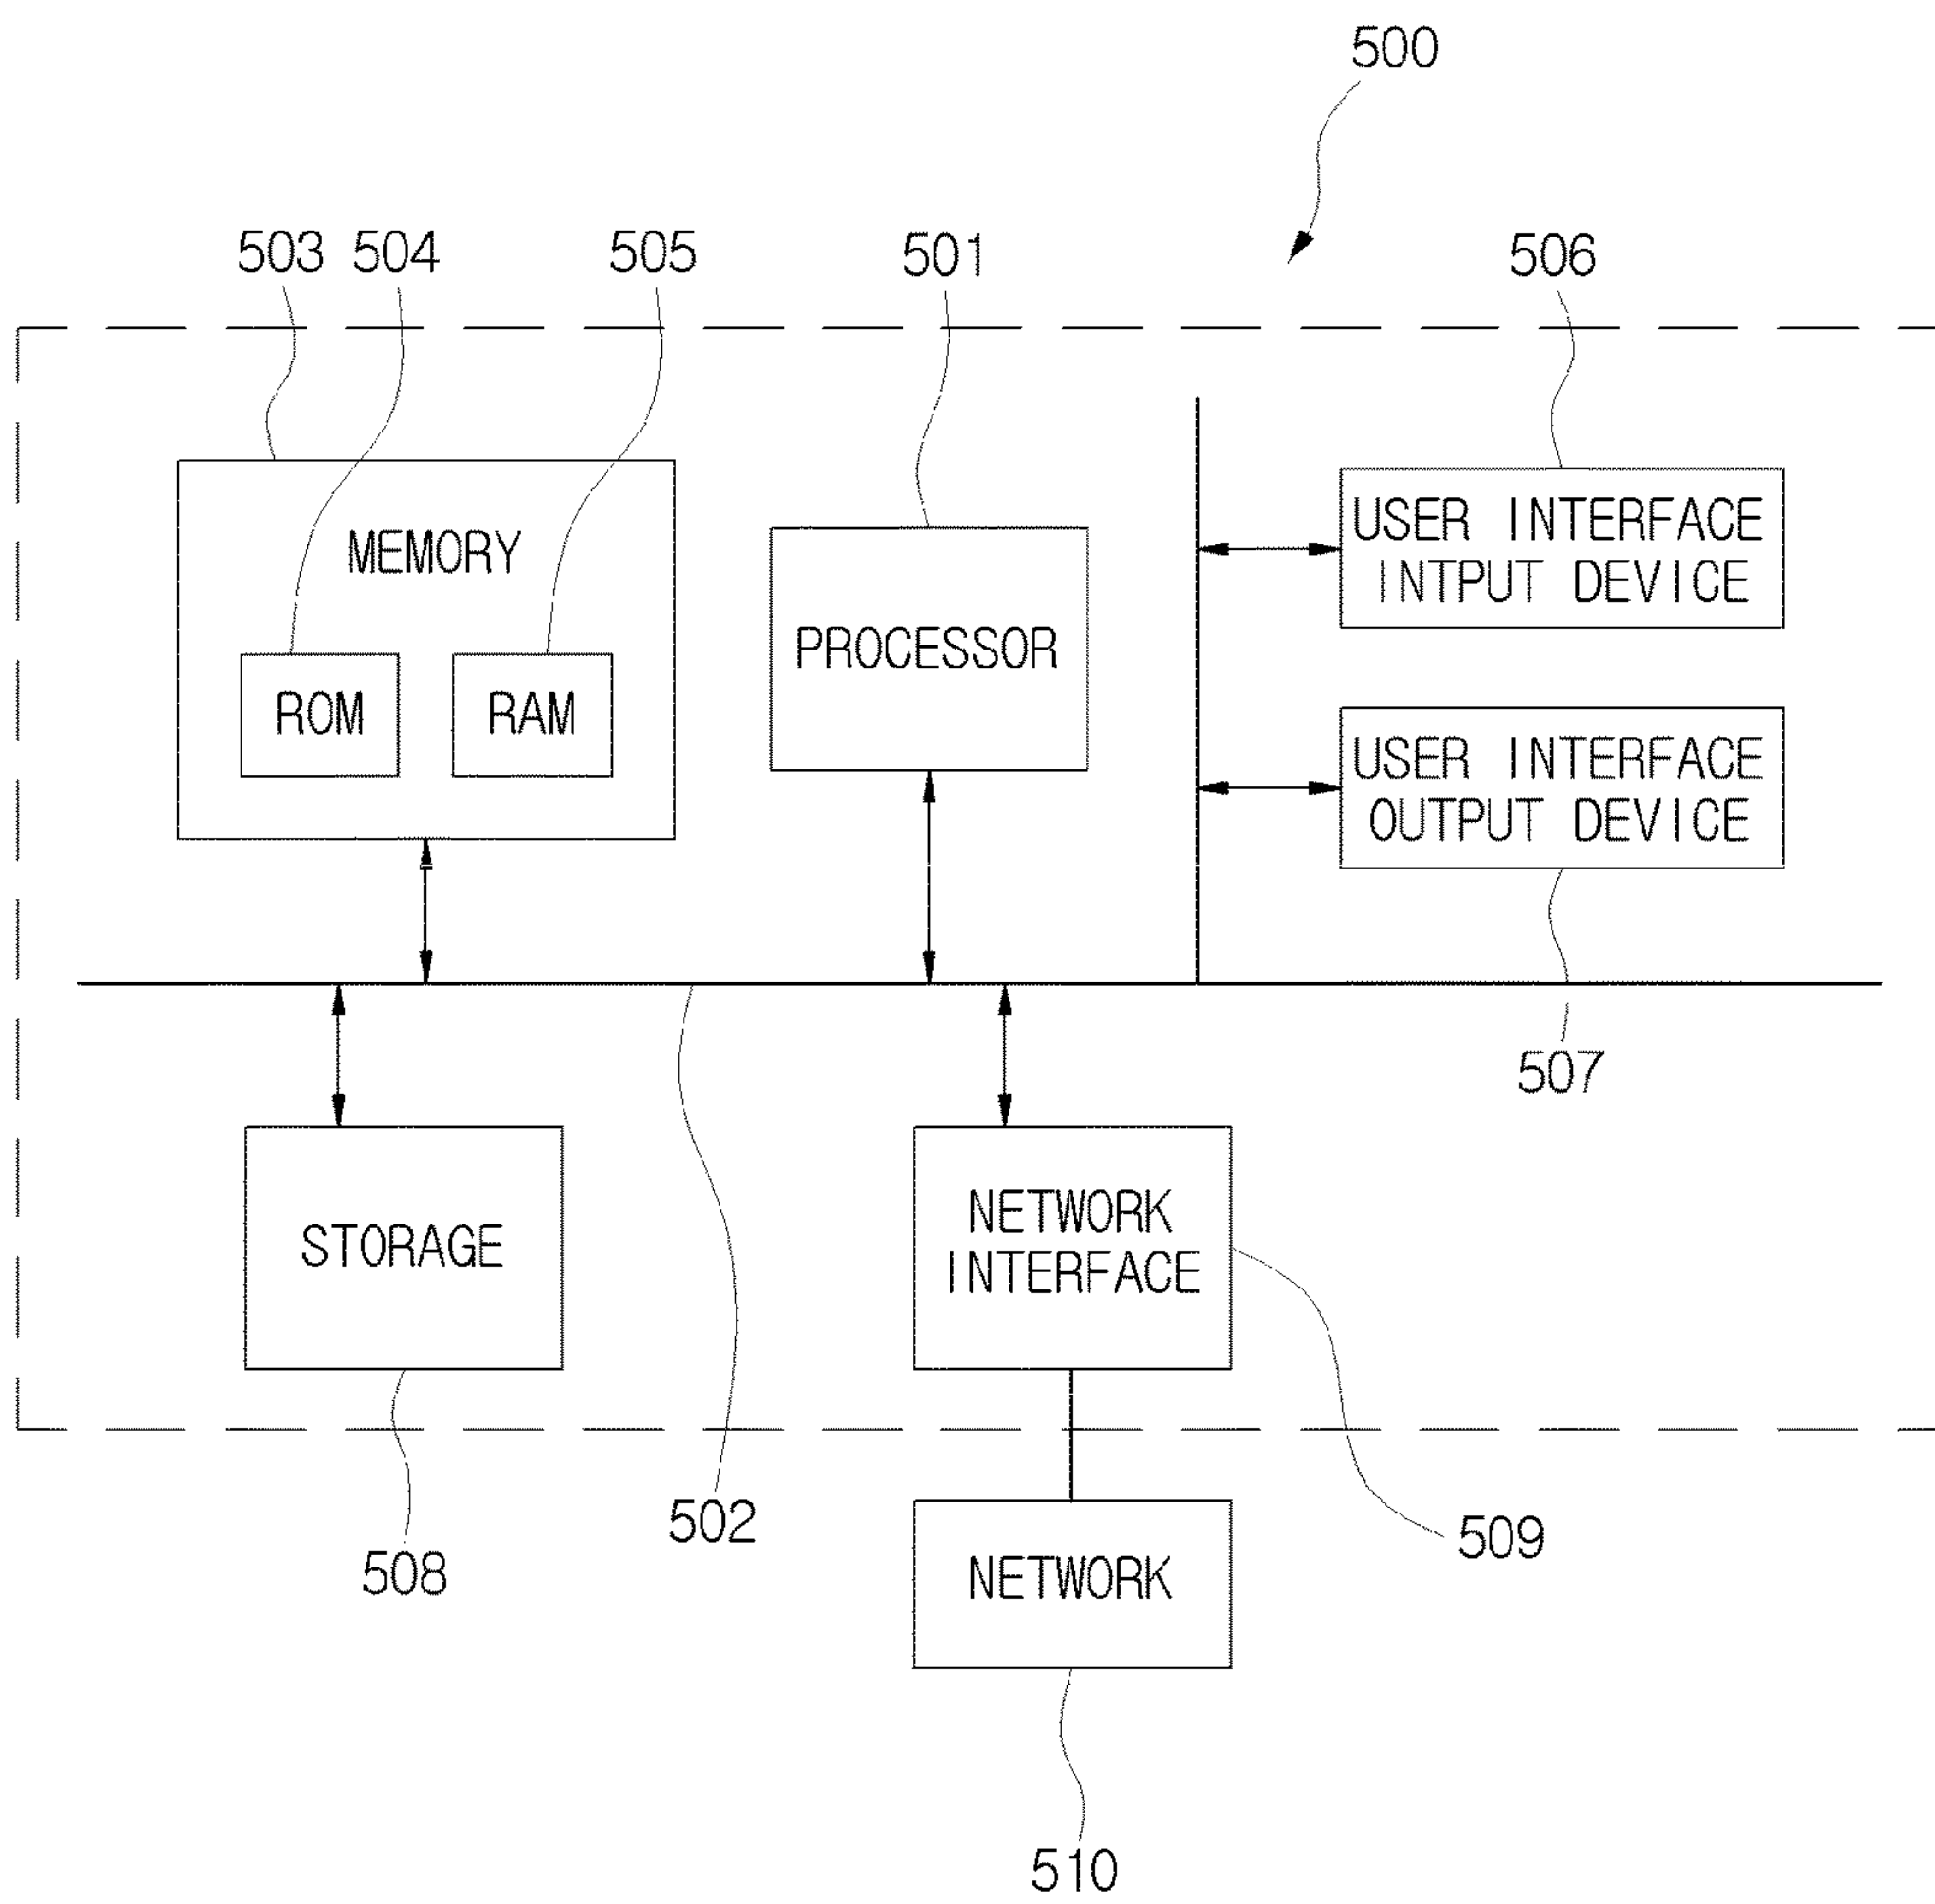 500
503 504 505 501 506
MEMORY
ROM RAM
PROCESSOR
USER INTERFACE
INTPUT DEVICE
USER INTERFACE
OUTPUT DEVICE
507
STORAGE
NETWORK
INTERFACE
502
509
508
NETWORK
510